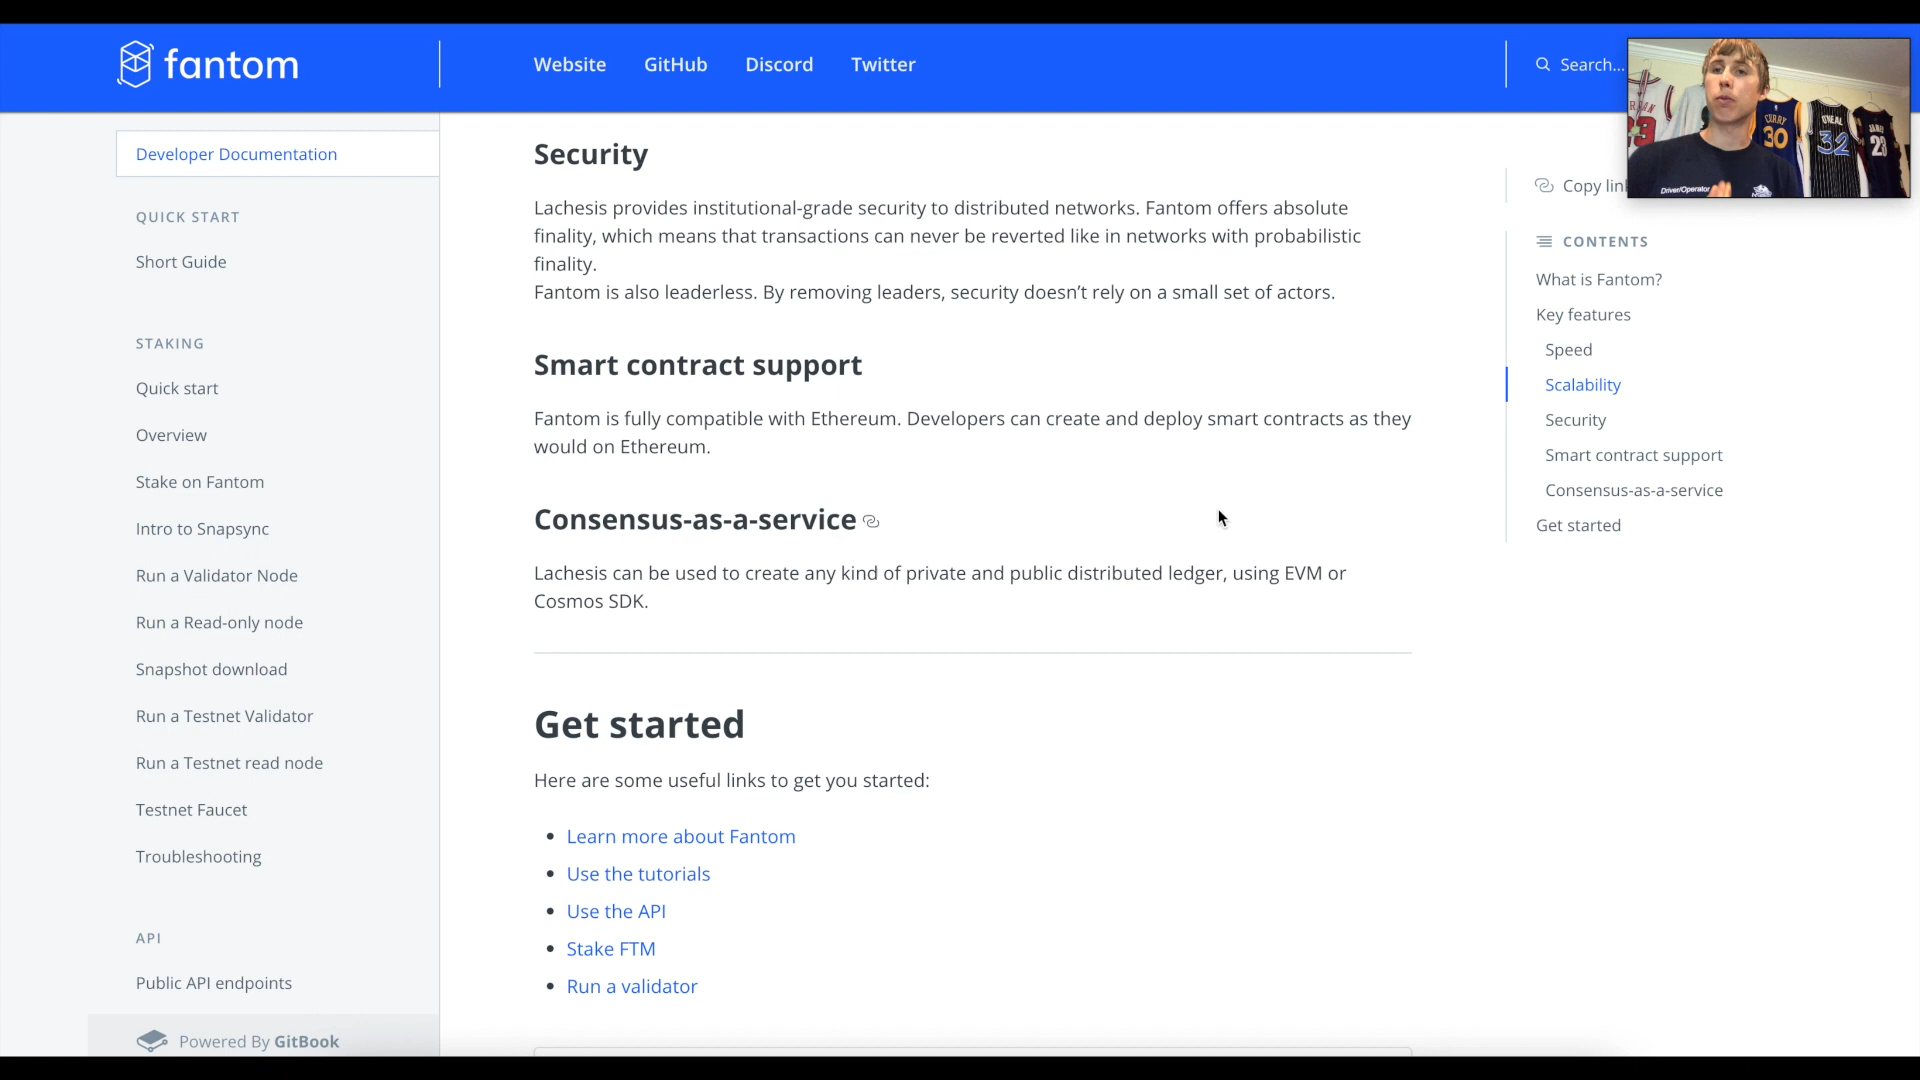 fantom
Website
GitHub
Discord
Twitter
Search...
Developer Documentation
QUICK START
Short Guide
STAKING
Quick start
Overview
Stake on Fantom
Intro to Snapsync
Run a Validator Node
Run a Read-only node
Snapshot download
Run a Testnet Validator
Run a Testnet read node
Testnet Faucet
Troubleshooting
API
Public API endpoints
Powered By GitBook
Security
Lachesis provides institutional-grade security to distributed networks. Fantom offers absolute
finality, which means that transactions can never be reverted like in networks with probabilistic
finality.
Fantom is also leaderless. By removing leaders, security doesn’t rely on a small set of actors.
Smart contract support
Fantom is fully compatible with Ethereum. Developers can create and deploy smart contracts as they
would on Ethereum.
Consensus-as-a-service
Lachesis can be used to create any kind of private and public distributed ledger, using EVM or
Cosmos SDK.
Get started
Here are some useful links to get you started:
Learn more about Fantom
Use the tutorials
Use the API
Stake FTM
Run a validator
Copy lin
CONTENTS
What is Fantom?
Key features
Speed
Scalability
Security
Smart contract support
Consensus-as-a-service
Get started
23
CURRY
30
O'NEAL
32
JAMES
23
Driver/Operator